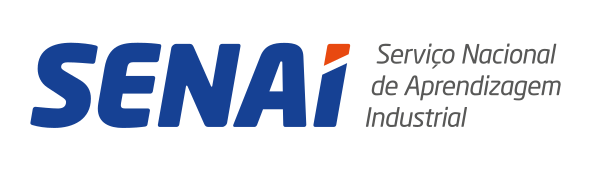 SENAI
Serviço Nacional
de Aprendizagem
Industrial